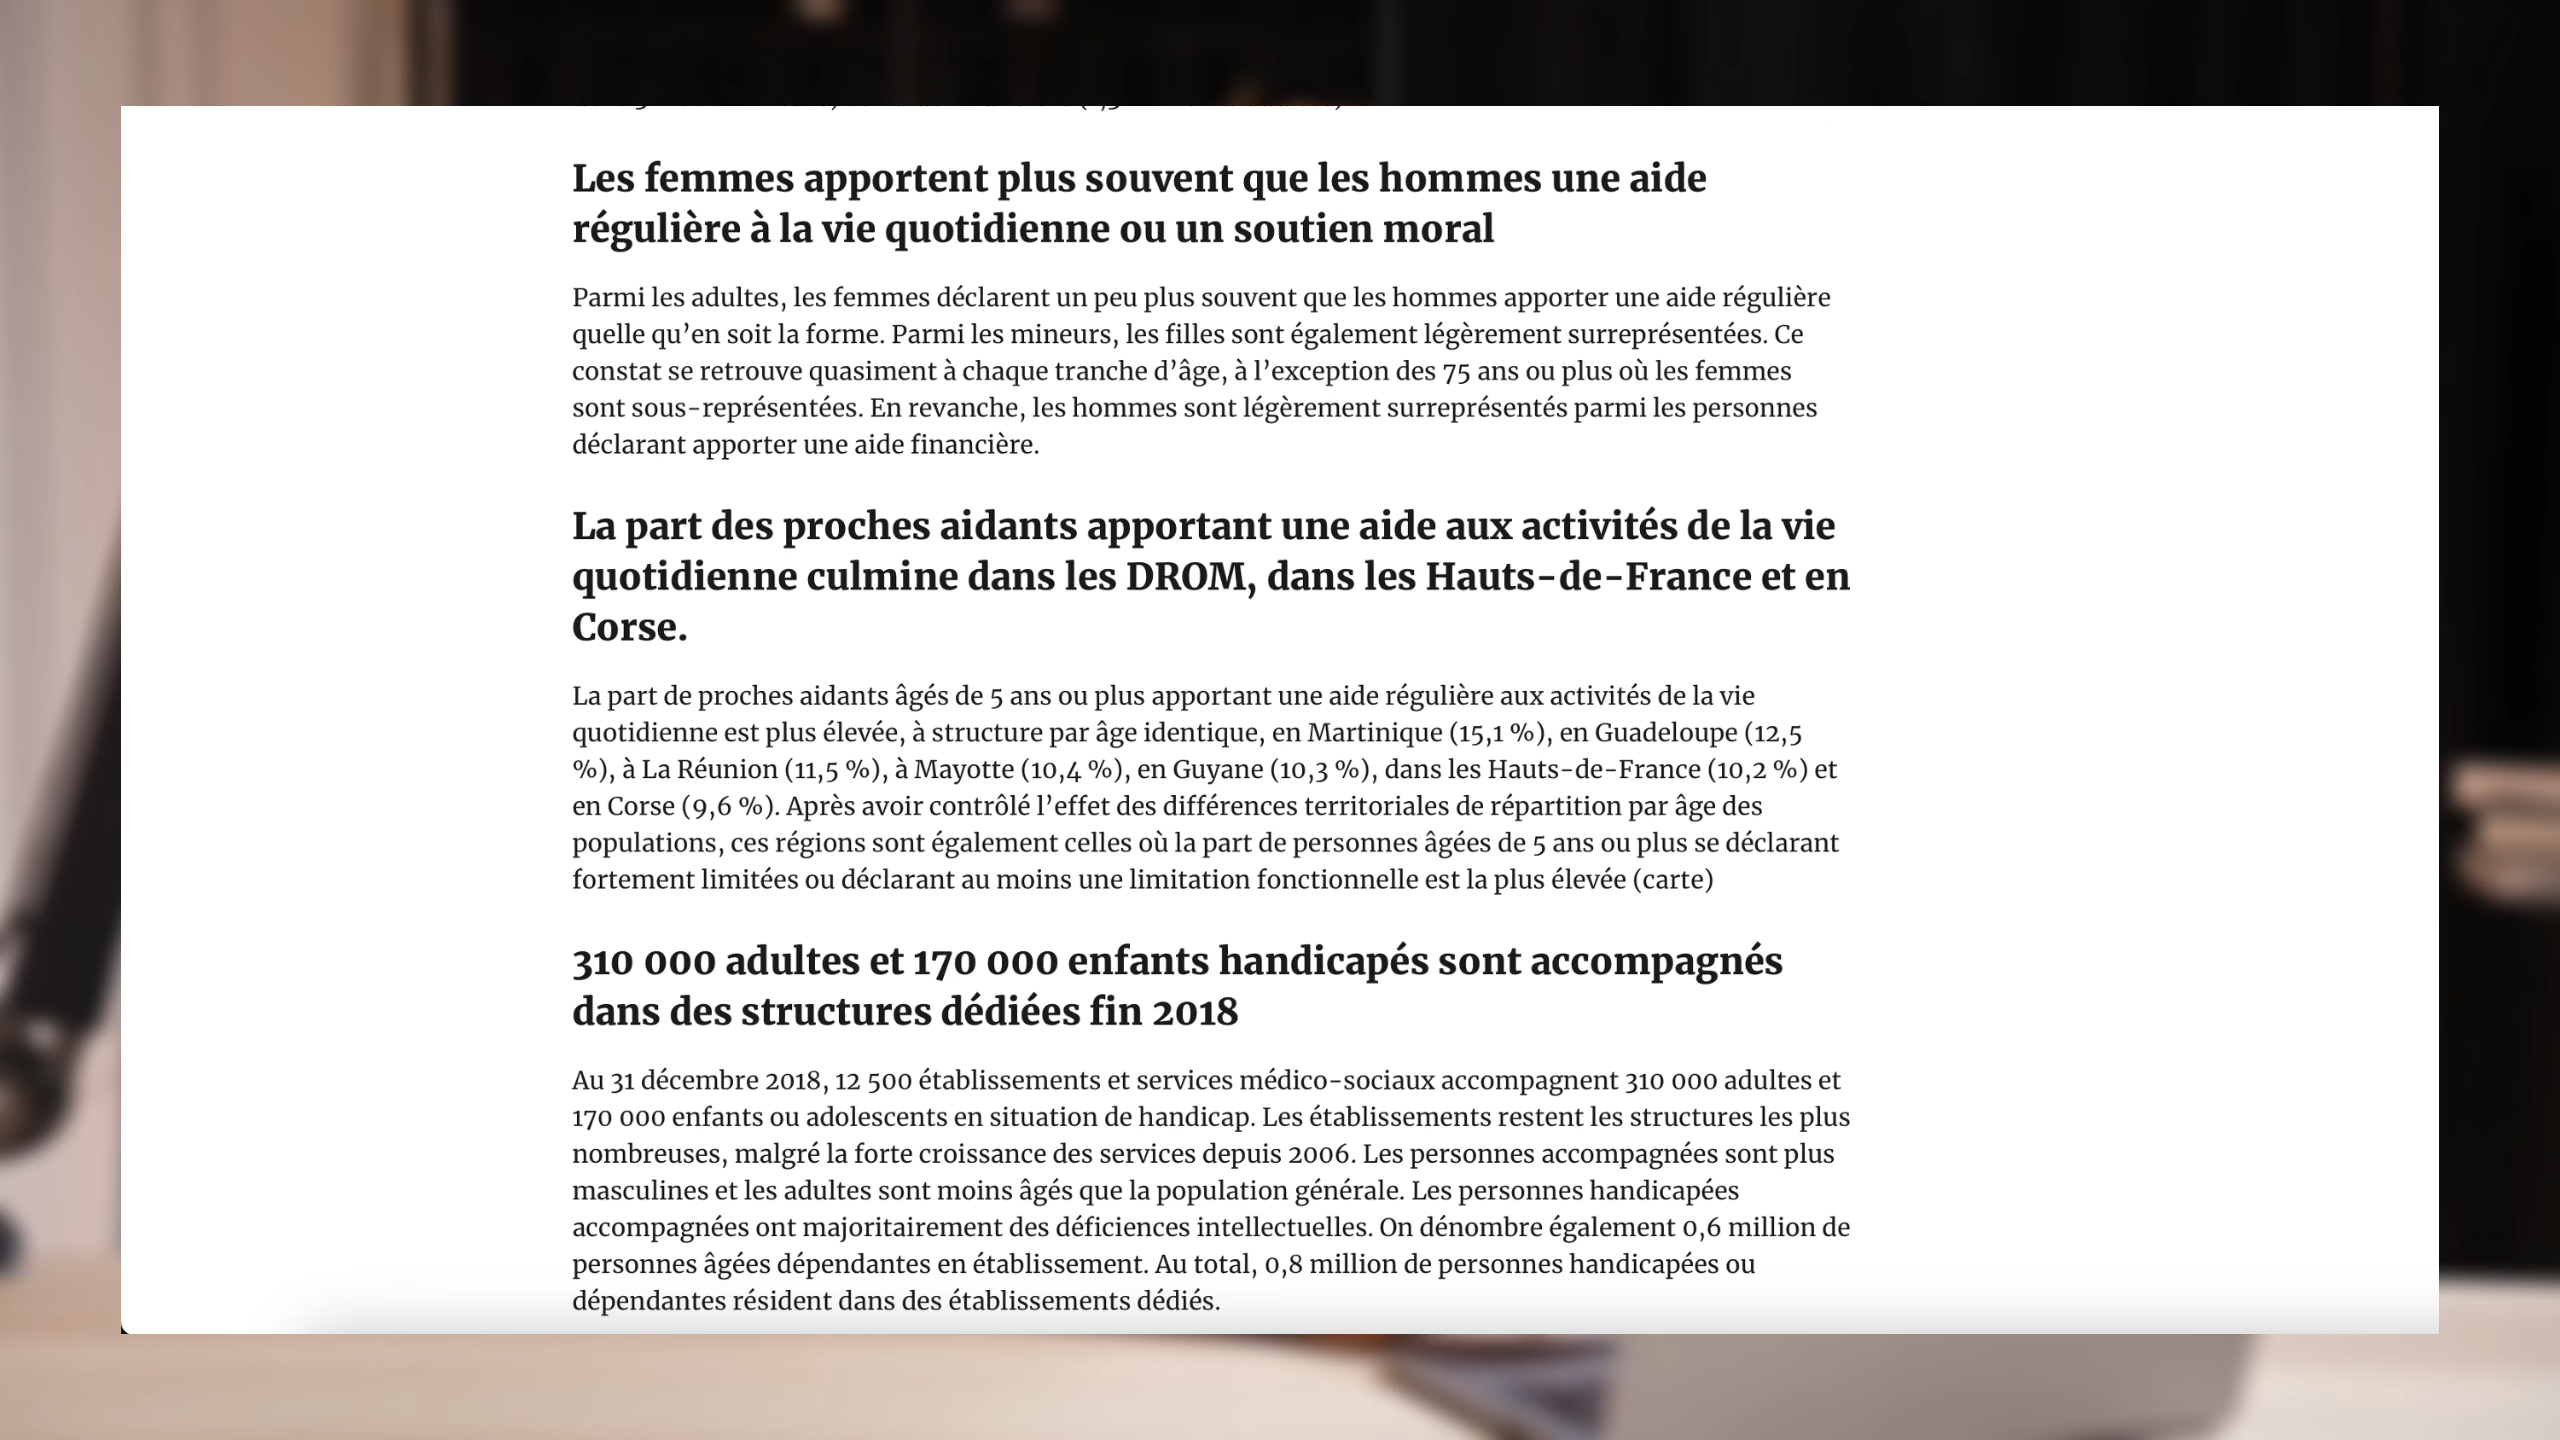 Les femmes apportent plus souvent que les hommes une aide
régulière à la vie quotidienne ou un soutien moral
Parmi les adultes, les femmes déclarent un peu plus souvent que les hommes apporter une aide régulière
quelle qu’en soit la forme. Parmi les mineurs, les filles sont également légèrement surreprésentées. Ce
constat se retrouve quasiment à chaque tranche d’âge, à l’exception des 75 ans ou plus où les femmes
sont sous-représentées. En revanche, les hommes sont légèrement surreprésentés parmi les personnes
déclarant apporter une aide financière.
La part des proches aidants apportant une aide aux activités de la vie
quotidienne culmine dans les DROM, dans les Hauts-de-France et en
Corse.
La part de proches aidants âgés de 5 ans ou plus apportant une aide régulière aux activités de la vie
quotidienne est plus élevée, à structure par âge identique, en Martinique (15,1 %), en Guadeloupe (12,5
%), à La Réunion (11,5 %), à Mayotte (10,4 %), en Guyane (10,3 %), dans les Hauts-de-France (10,2 %) et
en Corse (9,6 %). Après avoir contrôlé l’effet des différences territoriales de répartition par âge des
populations, ces régions sont également celles où la part de personnes âgées de 5 ans ou plus se déclarant
fortement limitées ou déclarant au moins une limitation fonctionnelle est la plus élevée (carte)
310 000 adultes et 170 000 enfants handicapés sont accompagnés
dans des structures dédiées fin 2018
Au 31 décembre 2018, 12 500 établissements et services médico-sociaux accompagnent 310 000 adultes et
170 000 enfants ou adolescents en situation de handicap. Les établissements restent les structures les plus
nombreuses, malgré la forte croissance des services depuis 2006. Les personnes accompagnées sont plus
masculines et les adultes sont moins âgés que la population générale. Les personnes handicapées
accompagnées ont majoritairement des déficiences intellectuelles. On dénombre également 0,6 million de
personnes âgées dépendantes en établissement. Au total, 0,8 million de personnes handicapées ou
dépendantes résident dans des établissements dédiés.